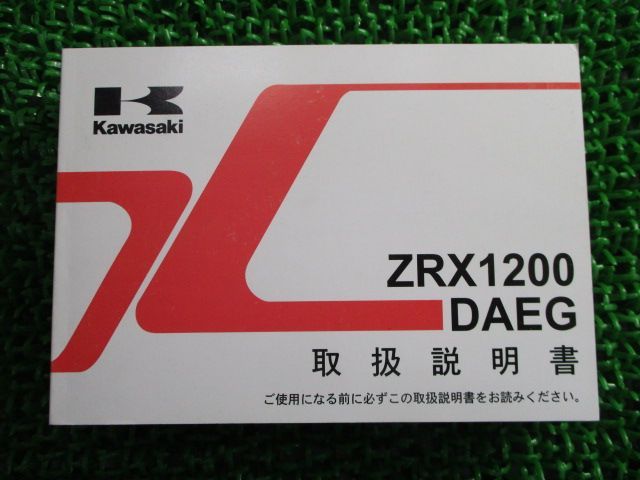 Kawasaki
ZRX1200
DAEG
取扱説明書
ご使用になる前に必ずこの取扱説明書をお読みください。